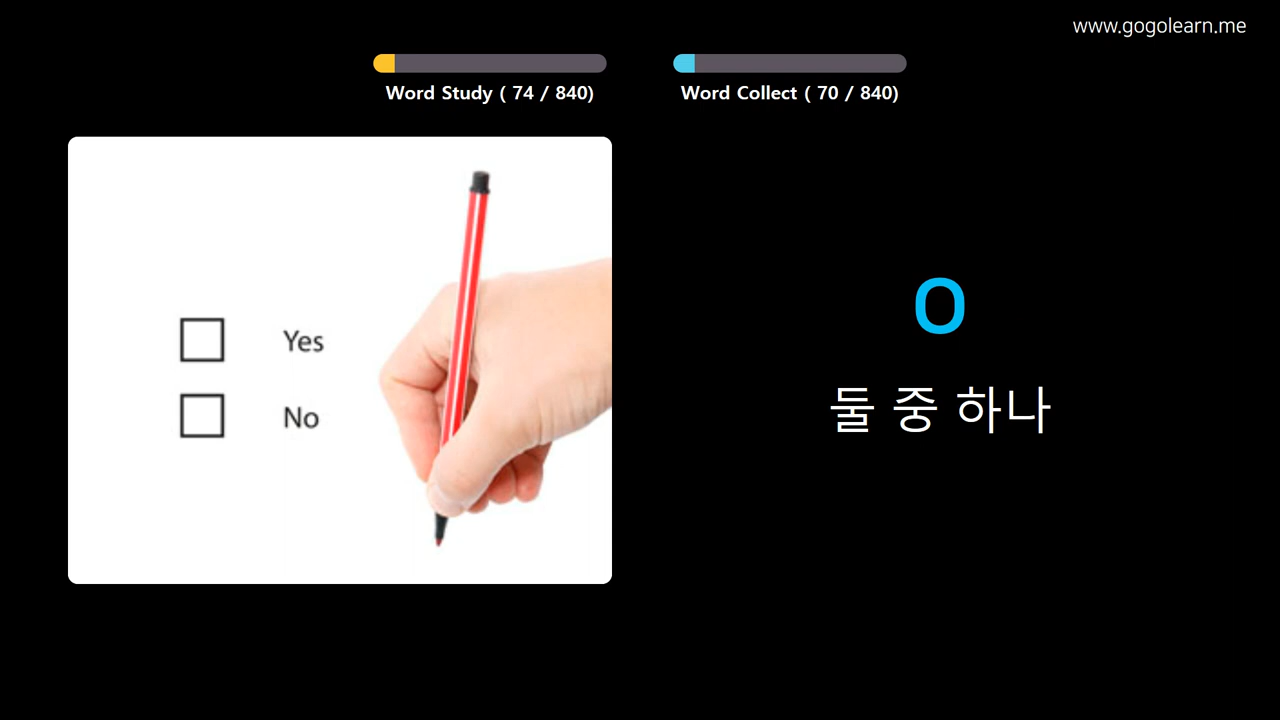 www.gogolearn.me
Word Study ( 74 / 840)
Word Collect ( 70 / 840)
Yes
No
o
둘 중 하나